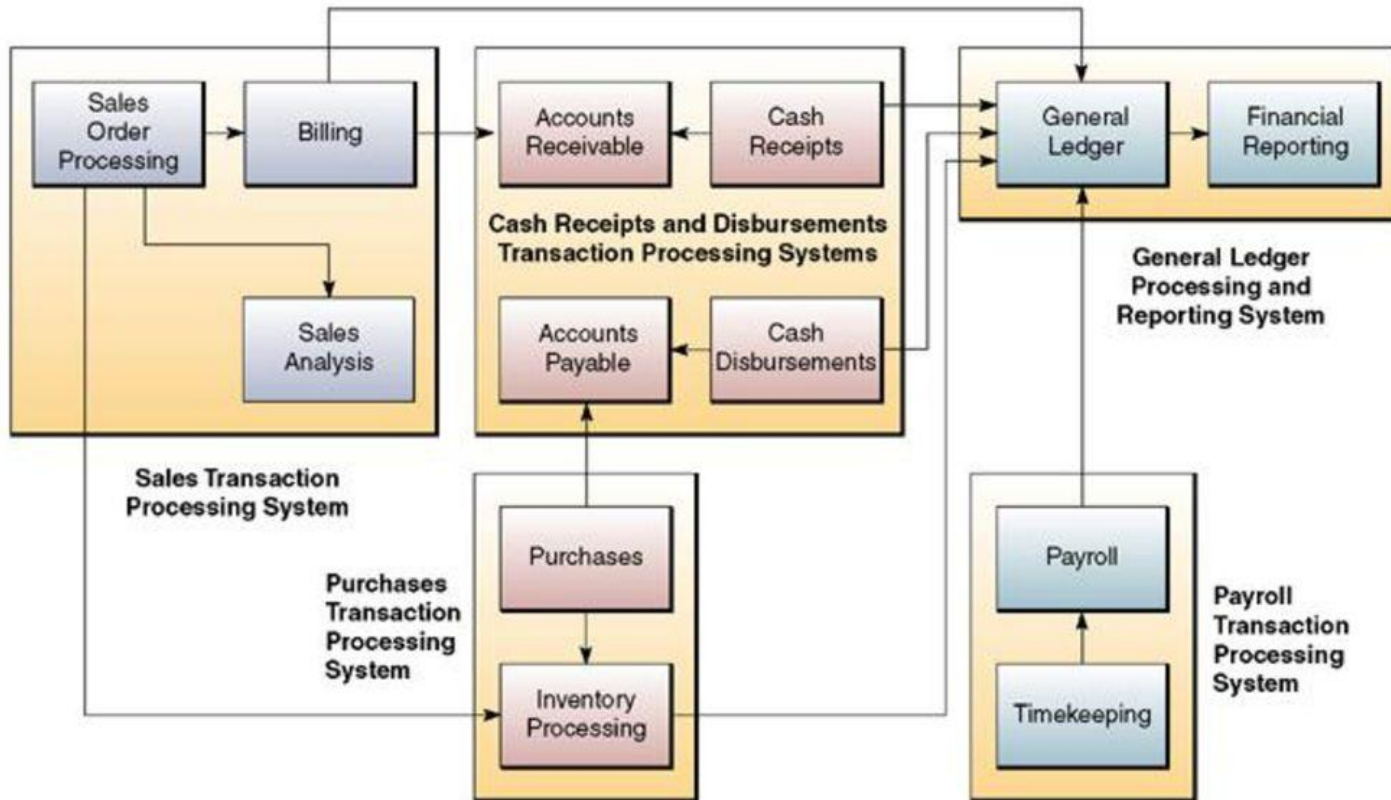 Sales
Order
Processing
Billing
Sales
Analysis
Sales Transaction
Processing System
Accounts
Receivable
Cash
Receipts
Cash Receipts and Disbursements
Transaction Processing Systems
Accounts
Payable
Cash
Disbursements
General
Ledger
Financial
Reporting
General Ledger
Processing and
Reporting System
Purchases
Inventory
Processing
Purchases
Transaction
Processing
System
Payroll
Timekeeping
Payroll
Transaction
Processing
System